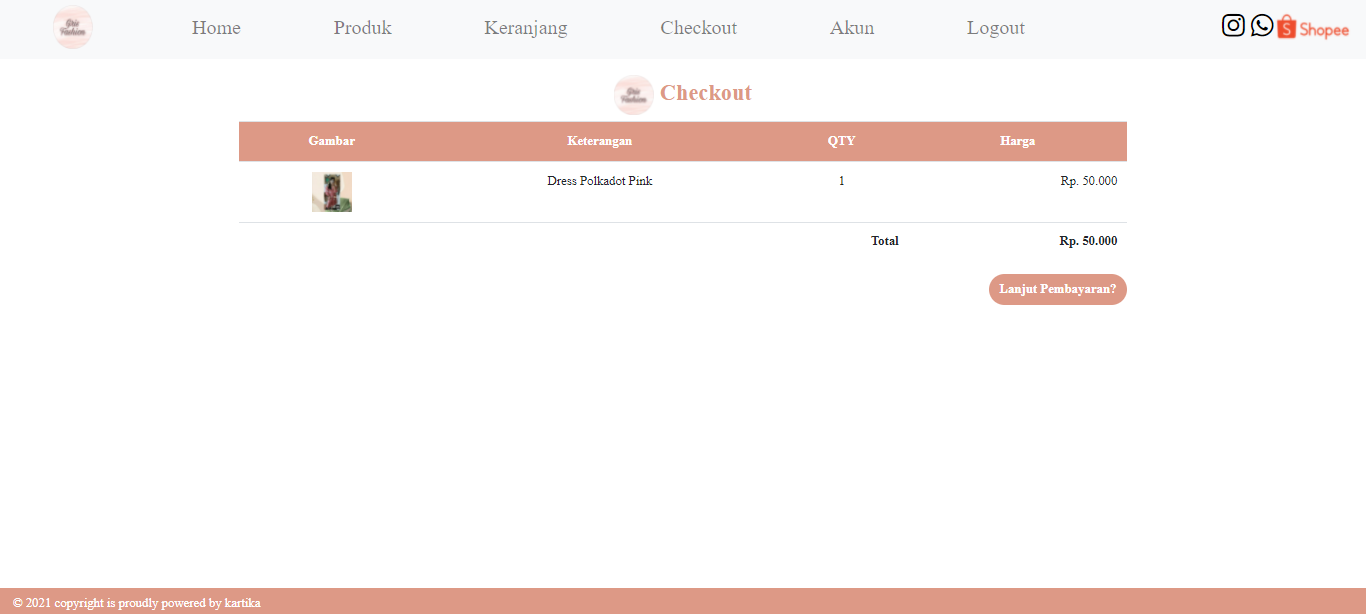 Home Produk Keranjang Checkout Akun Logout Shopee
Checkout
Gambar Keterangan QTY Harga
Dress Polkadot Pink 1 Rp. 50.000
Total Rp. 50.000
Lanjut Pembayaran?
© 2021 copyright is proudly powered by kartika